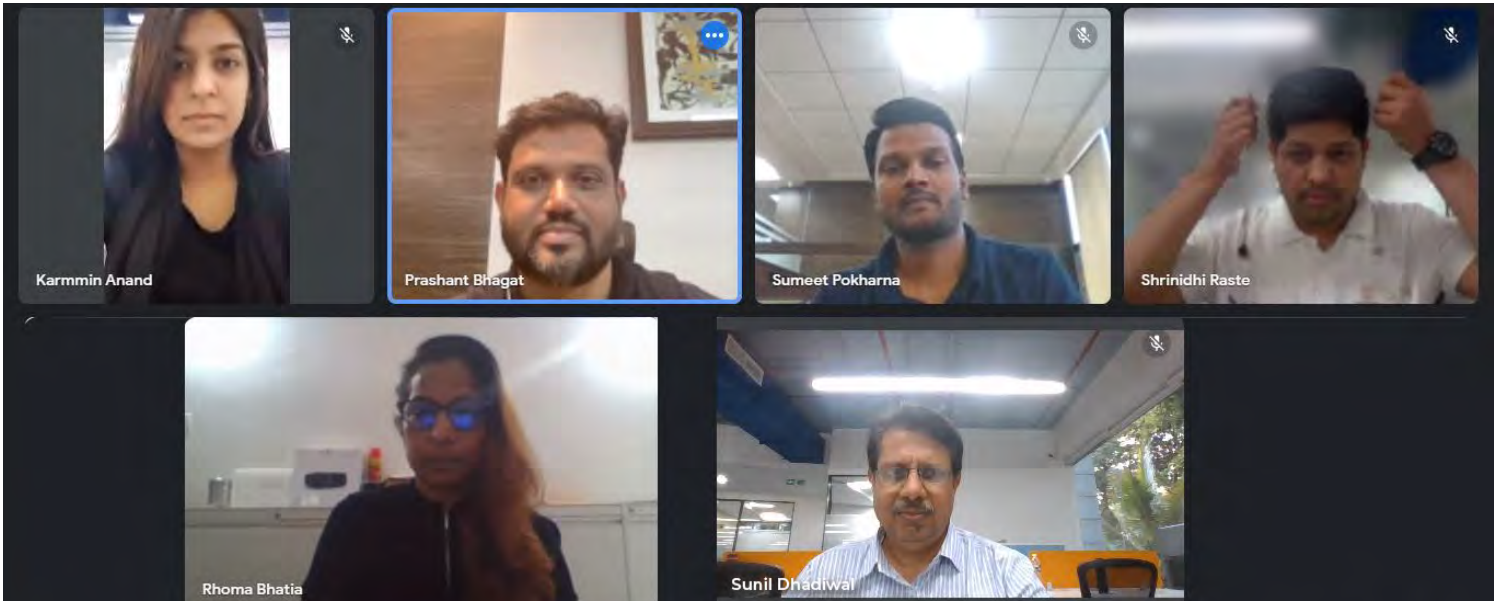 Karmmin Anand
Prashant Bhagat
Sumeet Pokharna
Shrinidhi Raste
Rhoma Bhatia
Sunil Dhadiwal